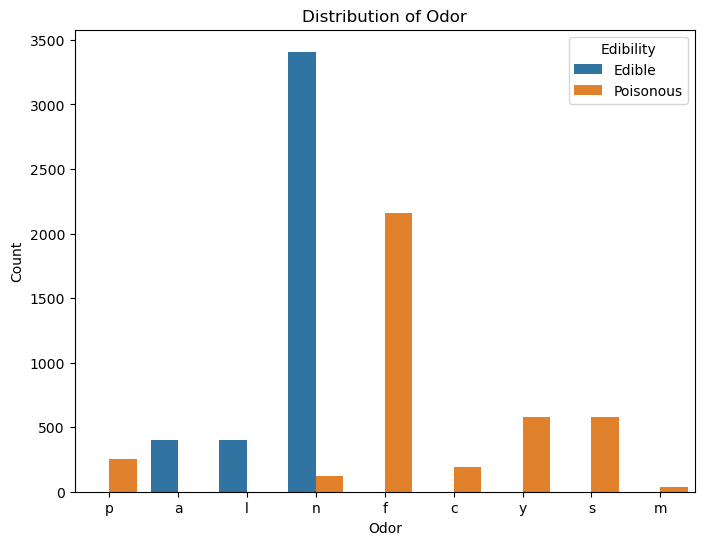 Distribution of Odor
3500
3000
2500
2000
1500
1000
500
0
Count
Edibility
Edible
Poisonous
p a l n f c y s m
Odor